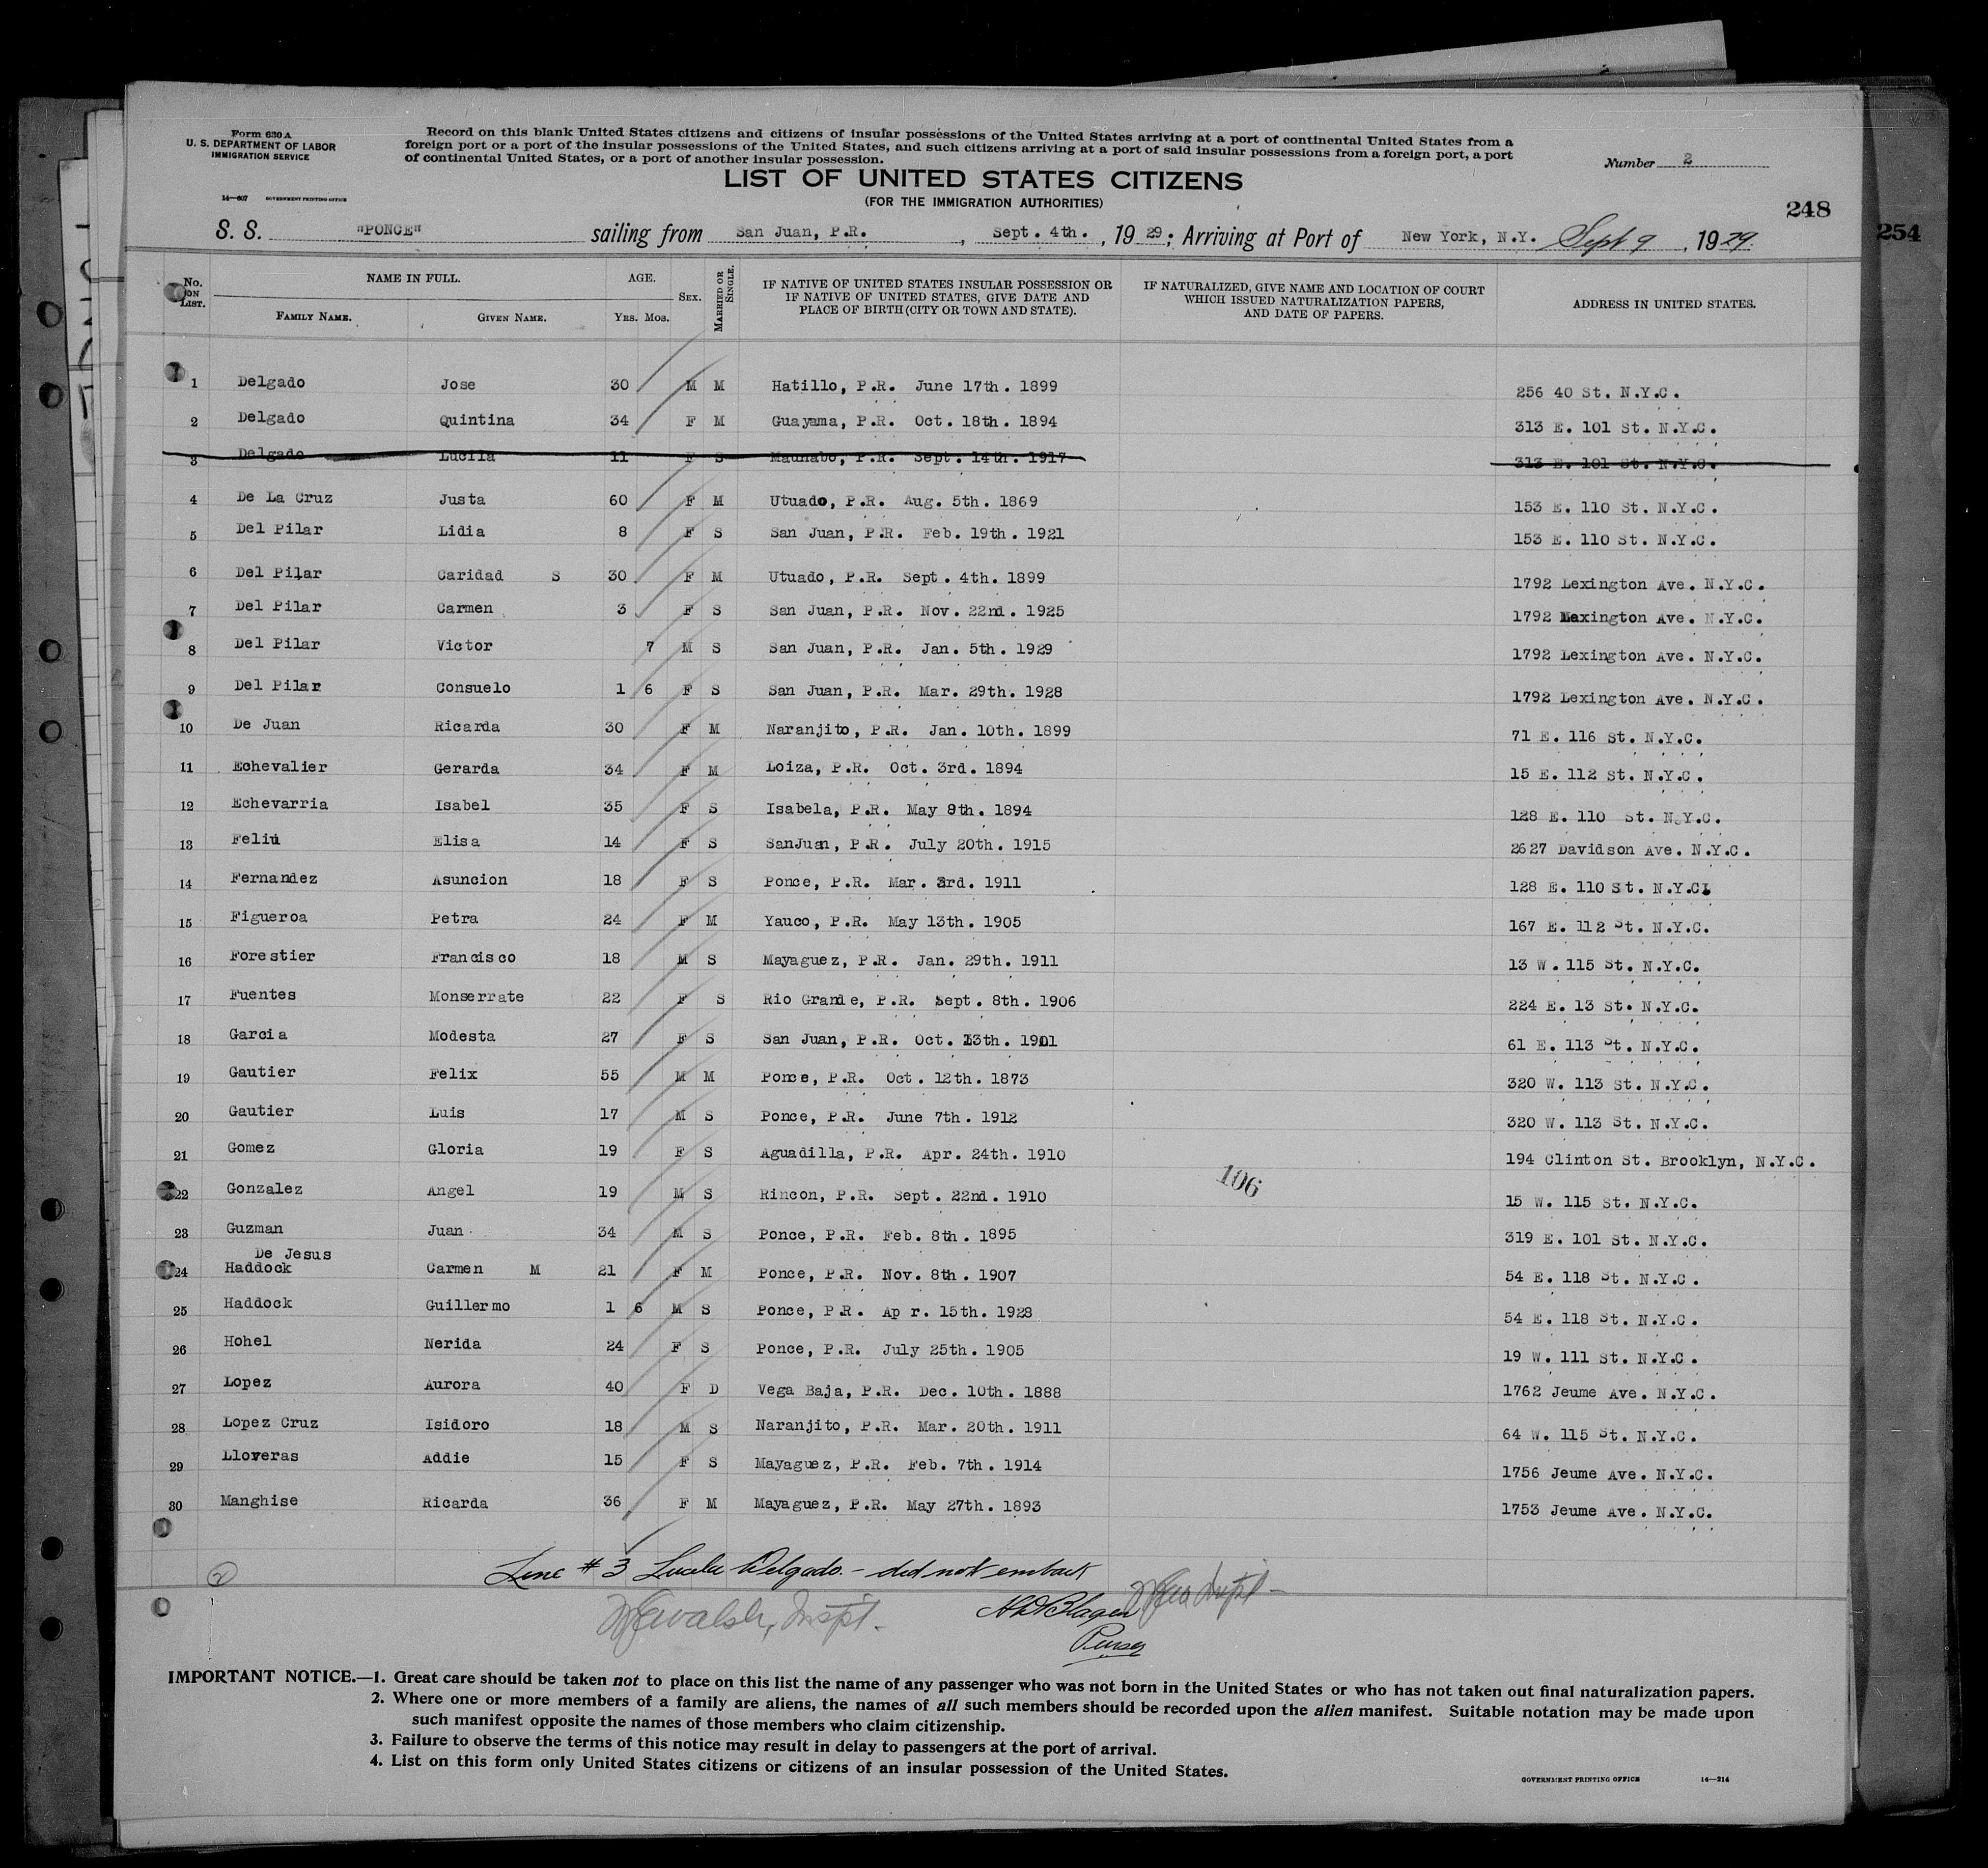 Form 630 A
U. S. DEPARTMENT OF LABOR
IMMIGRATION SERVICE
14—607 GOVERNMENT PRINTING OFFICE
Record on this blank United States citizens and citizens of insular possessions of the United States arriving at a port of continental United States from a
foreign port or a port of the insular possessions of the United States, and such citizens arriving at a port of said insular possessions from a foreign port, a port
of continental United States, or a port of another insular possession.
Number 2
LIST OF UNITED STATES CITIZENS
(FOR THE IMMIGRATION AUTHORITIES)
248
254
S. S. "PONCE" sailing from San Juan, P.R. , Sept. 4th. , 19 29 ; Arriving at Port of New York, N.Y. Sept 9 , 19 29.
No. ON LIST. NAME IN FULL. AGE. SEX. MARRIED OR SINGLE. IF NATIVE OF UNITED STATES INSULAR POSSESSION OR IF NATIVE OF UNITED STATES, GIVE DATE AND PLACE OF BIRTH (CITY OR TOWN AND STATE). IF NATURALIZED, GIVE NAME AND LOCATION OF COURT WHICH ISSUED NATURALIZATION PAPERS, AND DATE OF PAPERS. ADDRESS IN UNITED STATES.
FAMILY NAME. GIVEN NAME. YRS. MOS.
1 Delgado Jose 30 M M Hatillo, P.R. June 17th. 1899 256 40 St. N.Y.C.
2 Delgado Quintina 34 F M Guayama, P.R. Oct. 18th. 1894 313 E. 101 St. N.Y.C.
3 Delgado Lucila 11 F S Maunabo, P.R. Sept. 14th. 1917 313 E. 101 St. N.Y.C.
4 De La Cruz Justa 60 F M Utuado, P.R. Aug. 5th. 1869 153 E. 110 St. N.Y.C.
5 Del Pilar Lidia 8 F S San Juan, P.R. Feb. 19th. 1921 153 E. 110 St. N.Y.C.
6 Del Pilar Caridad S 30 F M Utuado, P.R. Sept. 4th. 1899 1792 Lexington Ave. N.Y.C.
7 Del Pilar Carmen 3 F S San Juan, P.R. Nov. 22nd. 1925 1792 Lexington Ave. N.Y.C.
8 Del Pilar Victor 7 M S San Juan, P.R. Jan. 5th. 1929 1792 Lexington Ave. N.Y.C.
9 Del Pilar Consuelo 1 6 F S San Juan, P.R. Mar. 29th. 1928 1792 Lexington Ave. N.Y.C.
10 De Juan Ricarda 30 F M Naranjito, P.R. Jan. 10th. 1899 71 E. 116 St. N.Y.C.
11 Echevalier Gerarda 34 F M Loiza, P.R. Oct. 3rd. 1894 15 E. 112 St. N.Y.C.
12 Echevarria Isabel 35 F S Isabela, P.R. May 8th. 1894 128 E. 110 St. N.Y.C.
13 Feliu Elisa 14 F S SanJuan, P.R. July 20th. 1915 2627 Davidson Ave. N.Y.C.
14 Fernandez Asuncion 18 F S Ponce, P.R. Mar. 3rd. 1911 128 E. 110 St. N.Y.C.
15 Figueroa Petra 24 F M Yauco, P.R. May 13th. 1905 167 E. 112 St. N.Y.C.
16 Forestier Francisco 18 M S Mayaguez, P.R. Jan. 29th. 1911 13 W. 115 St. N.Y.C.
17 Fuentes Monserrate 22 F S Rio Grande, P.R. Sept. 8th. 1906 224 E. 13 St. N.Y.C.
18 Garcia Modesta 27 F S San Juan, P.R. Oct. 13th. 1901 61 E. 113 St. N.Y.C.
19 Gautier Felix 55 M M Ponce, P.R. Oct. 12th. 1873 320 W. 113 St. N.Y.C.
20 Gautier Luis 17 M S Ponce, P.R. June 7th. 1912 320 W. 113 St. N.Y.C.
21 Gomez Gloria 19 F S Aguadilla, P.R. Apr. 24th. 1910 194 Clinton St. Brooklyn, N.Y.C.
106
22 Gonzalez Angel 19 M S Rincon, P.R. Sept. 22nd. 1910 15 W. 115 St. N.Y.C.
23 Guzman Juan 34 M S Ponce, P.R. Feb. 8th. 1895 319 E. 101 St. N.Y.C.
De Jesus
24 Haddock Carmen M 21 F M Ponce, P.R. Nov. 8th. 1907 54 E. 118 St. N.Y.C.
25 Haddock Guillermo 1 6 M S Ponce, P.R. Ap r. 15th. 1928 54 E. 118 St. N.Y.C.
26 Hohel Nerida 24 F S Ponce, P.R. July 25th. 1905 19 W. 111 St. N.Y.C.
27 Lopez Aurora 40 F D Vega Baja, P.R. Dec. 10th. 1888 1762 Jeume Ave. N.Y.C.
28 Lopez Cruz Isidoro 18 M S Naranjito, P.R. Mar. 20th. 1911 64 W. 115 St. N.Y.C.
29 Lloveras Addie 15 F S Mayaguez, P.R. Feb. 7th. 1914 1756 Jeume Ave. N.Y.C.
30 Manghise Ricarda 36 F M Mayaguez, P.R. May 27th. 1893 1753 Jeume Ave. N.Y.C.
2 Line # 3 Lucila Delgado. - did not embark
Walsh, Inspt.
Purser
IMPORTANT NOTICE.—1. Great care should be taken not to place on this list the name of any passenger who was not born in the United States or who has not taken out final naturalization papers.
2. Where one or more members of a family are aliens, the names of all such members should be recorded upon the alien manifest. Suitable notation may be made upon
such manifest opposite the names of those members who claim citizenship.
3. Failure to observe the terms of this notice may result in delay to passengers at the port of arrival.
4. List on this form only United States citizens or citizens of an insular possession of the United States.
GOVERNMENT PRINTING OFFICE 14—214